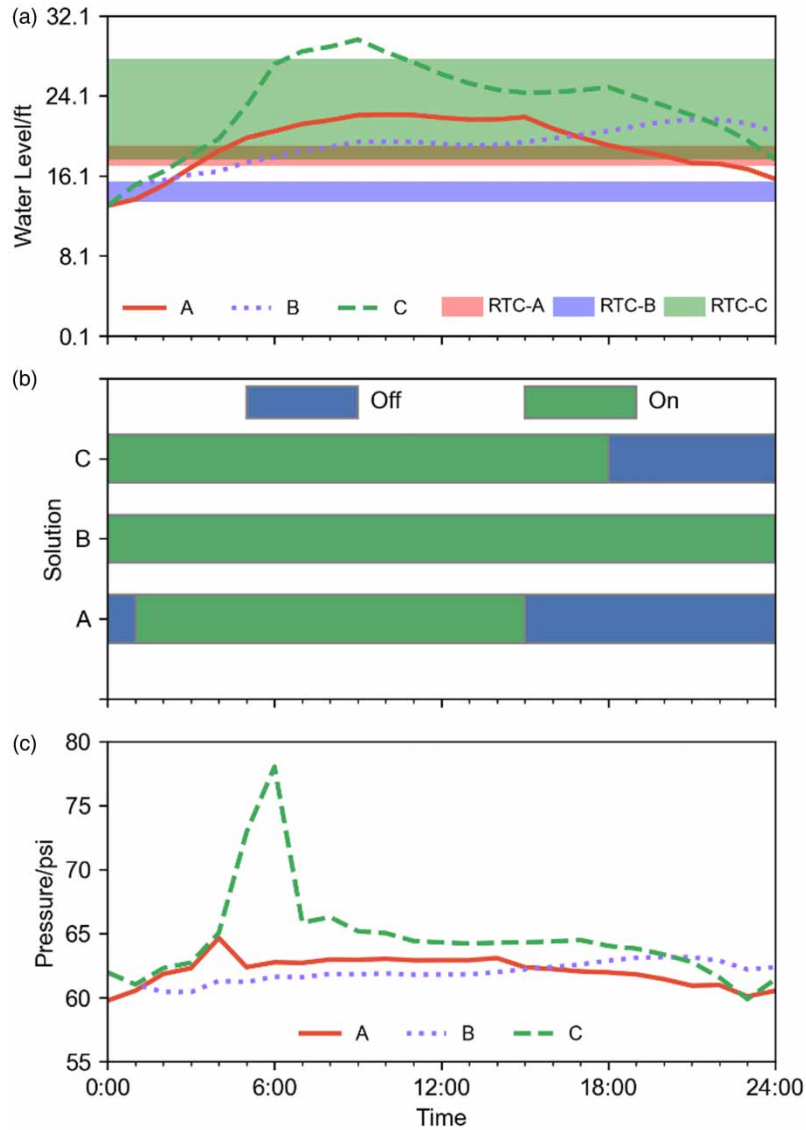 (a)
32.1
24.1
16.1
8.1
0.1
Water Level/ft
A B C RTC-A RTC-B RTC-C
(b)
Off On
C
B
A
Solution
(c)
80
75
70
65
60
55
Pressure/psi
A B C
0:00 6:00 12:00 18:00 24:00
Time